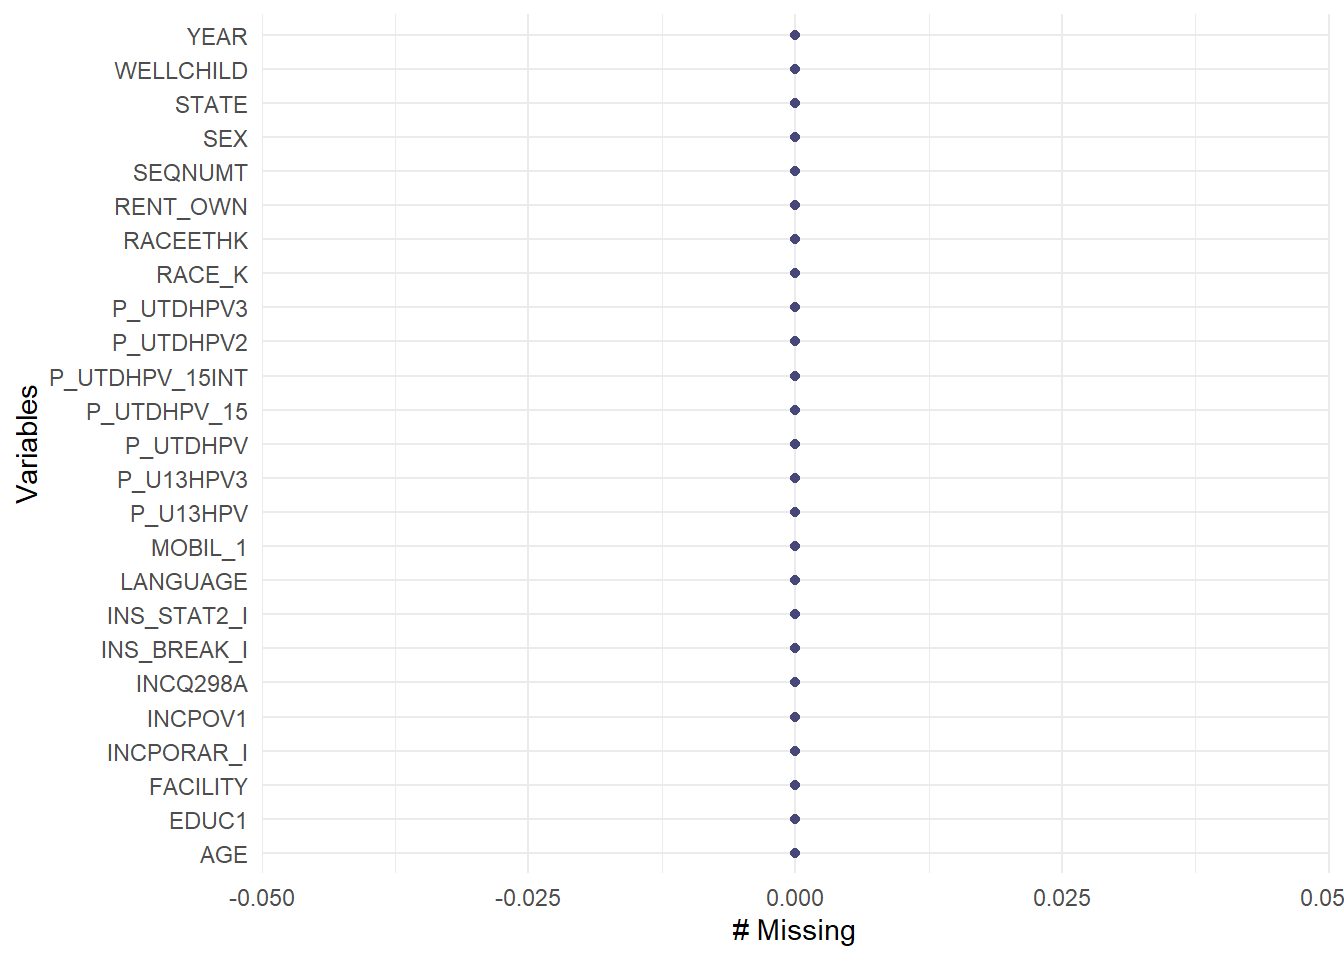 YEAR
WELLCHILD
STATE
SEX
SEQNUMT
RENT_OWN
RACEETHK
RACE_K
P_UTDHPV3
P_UTDHPV2
P_UTDHPV_15INT
P_UTDHPV_15
P_UTDHPV
P_U13HPV3
P_U13HPV
MOBIL_1
LANGUAGE
INS_STAT2_I
INS_BREAK_I
INCQ298A
INCPOV1
INCPORAR_I
FACILITY
EDUC1
AGE
Variables
-0.050 -0.025 0.000 0.025 0.05
# Missing